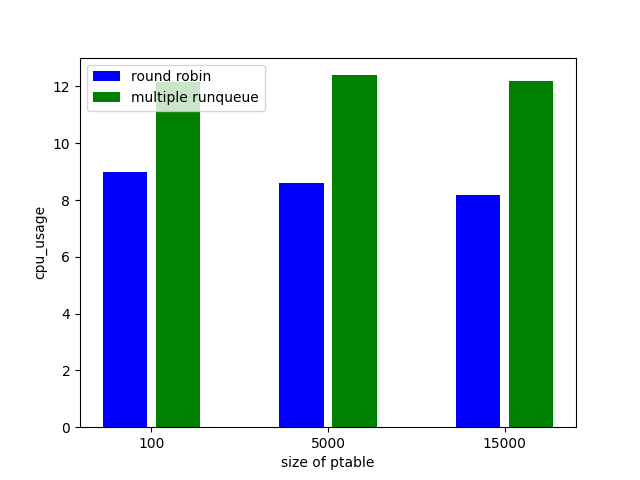 round robin
multiple runqueue
12
10
8
6
4
2
0
cpu_usage
100 5000 15000
size of ptable